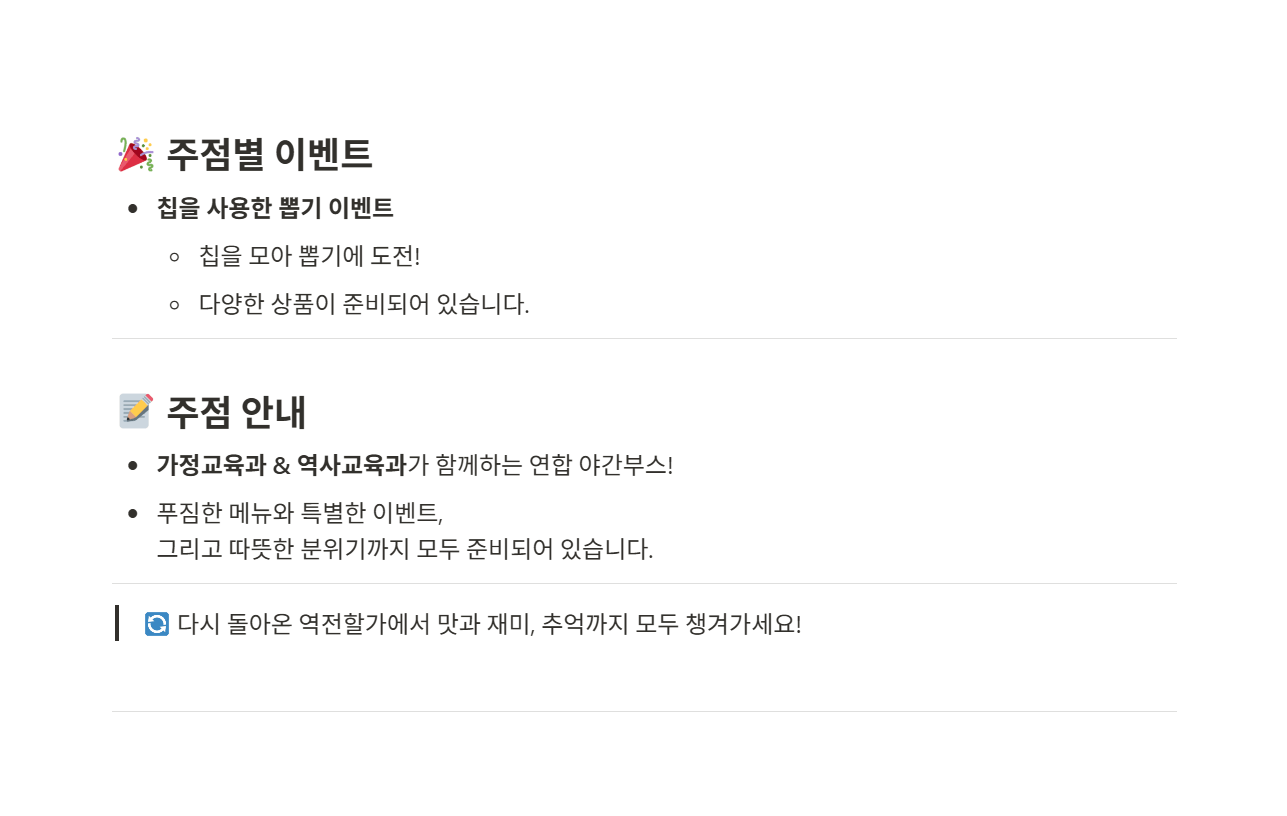 🎉 주점별 이벤트
• 칩을 사용한 뽑기 이벤트
◦ 칩을 모아 뽑기에 도전!
◦ 다양한 상품이 준비되어 있습니다.
📝 주점 안내
• 가정교육과 & 역사교육과가 함께하는 연합 야간부스!
• 푸짐한 메뉴와 특별한 이벤트,
그리고 따뜻한 분위기까지 모두 준비되어 있습니다.
🔄 다시 돌아온 역전할가에서 맛과 재미, 추억까지 모두 챙겨가세요!